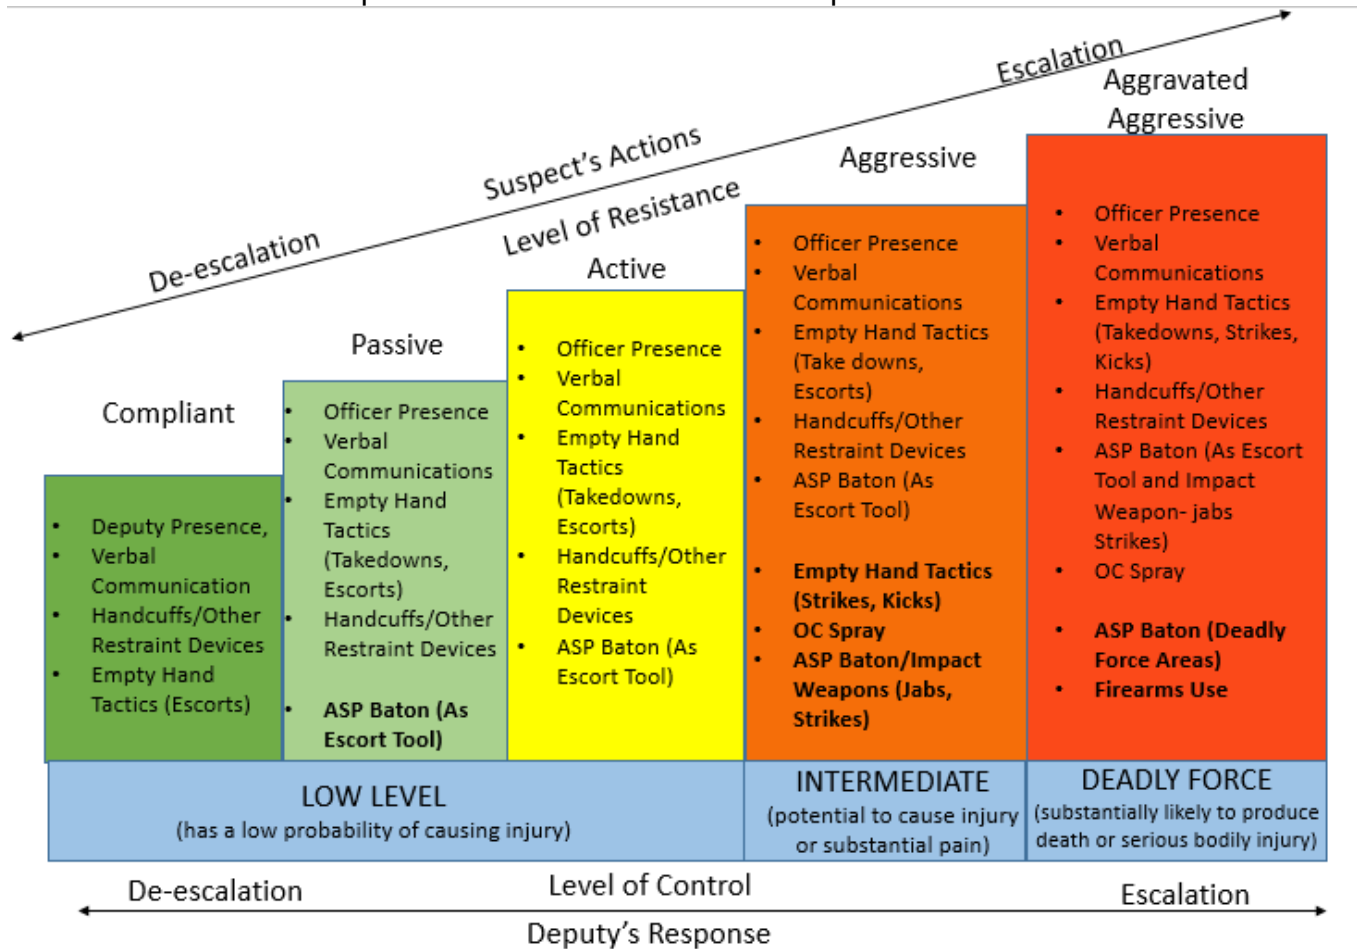 Escalation
Suspect's Actions
De-escalation
Level of Resistance
Compliant
• Deputy Presence,
• Verbal
Communication
• Handcuffs/Other
Restraint Devices
• Empty Hand
Tactics (Escorts)
Passive
• Officer Presence
• Verbal
Communications
• Empty Hand
Tactics
(Takedowns,
Escorts)
• Handcuffs/Other
Restraint Devices
• ASP Baton (As
Escort Tool)
Active
• Officer Presence
• Verbal
Communications
• Empty Hand
Tactics
(Takedowns,
Escorts)
• Handcuffs/Other
Restraint
Devices
• ASP Baton (As
Escort Tool)
Aggressive
• Officer Presence
• Verbal
Communications
• Empty Hand Tactics
(Take downs,
Escorts)
• Handcuffs/Other
Restraint Devices
• ASP Baton (As
Escort Tool)
• Empty Hand Tactics
(Strikes, Kicks)
• OC Spray
• ASP Baton/Impact
Weapons (Jabs,
Strikes)
Aggravated
Aggressive
• Officer Presence
• Verbal
Communications
• Empty Hand Tactics
(Takedowns, Strikes,
Kicks)
• Handcuffs/Other
Restraint Devices
• ASP Baton (As Escort
Tool and Impact
Weapon- jabs
Strikes)
• OC Spray
• ASP Baton (Deadly
Force Areas)
• Firearms Use
LOW LEVEL
(has a low probability of causing injury)
INTERMEDIATE
(potential to cause injury
or substantial pain)
DEADLY FORCE
(substantially likely to produce
death or serious bodily injury)
De-escalation
Level of Control
Escalation
Deputy's Response